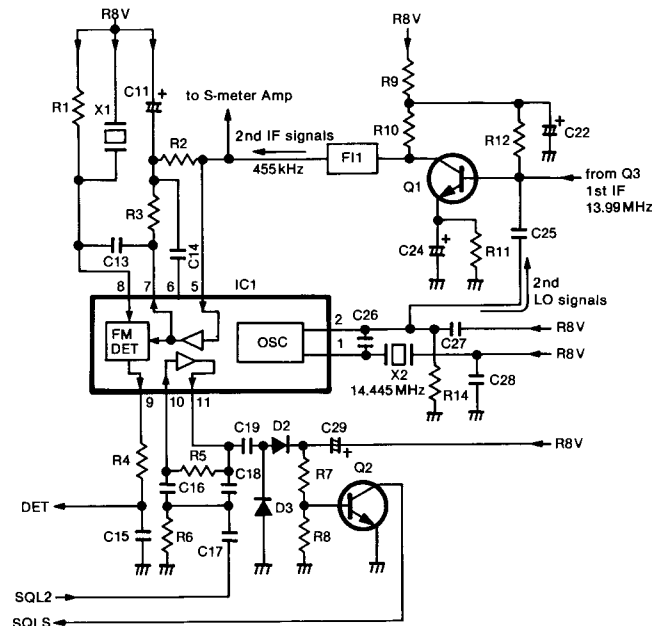 R8V
R8V
R1
X1
C11
to S-meter Amp
R9
R2
2nd IF signals
FI1
R10
R12
C22
455kHz
Q1
from Q3
1st IF
13.99MHz
R3
C14
C24
R11
C25
C13
8
7
6
5
IC1
2nd
LO signals
FM
DET
OSC
2
C26
C27
R8V
1
R8V
X2
14.445MHz
R14
C28
9
10
11
C19
D2
C29
R8V
R4
R5
R7
Q2
C16
C18
DET
D3
C15
R6
C17
R8
SQL2
SQLS